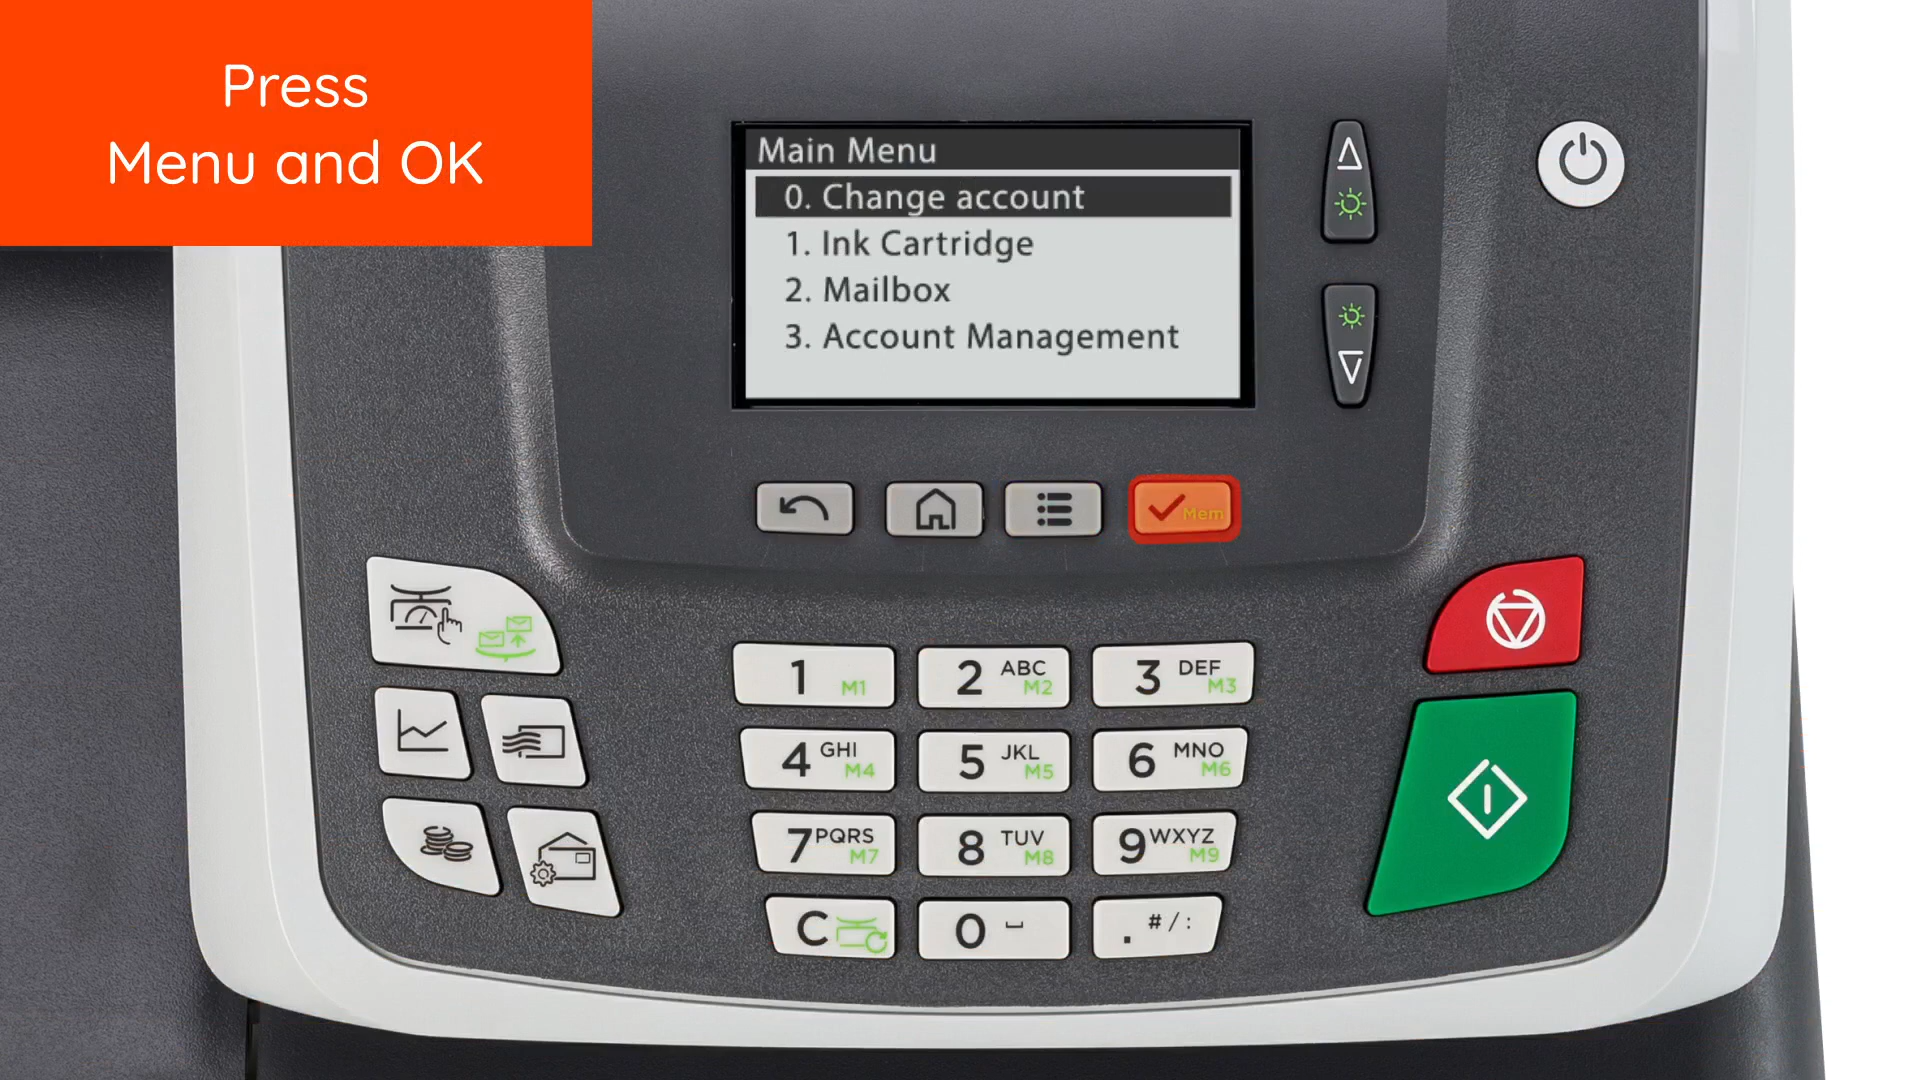 Press
Menu and OK
Main Menu
0. Change account
1. Ink Cartridge
2. Mailbox
3. Account Management
Mem
1 M1
2 ABC M2
3 DEF M3
4 GHI M4
5 JKL M5
6 MNO M6
7 PQRS M7
8 TUV M8
9 WXYZ M9
C
0 ⎵
. # / :